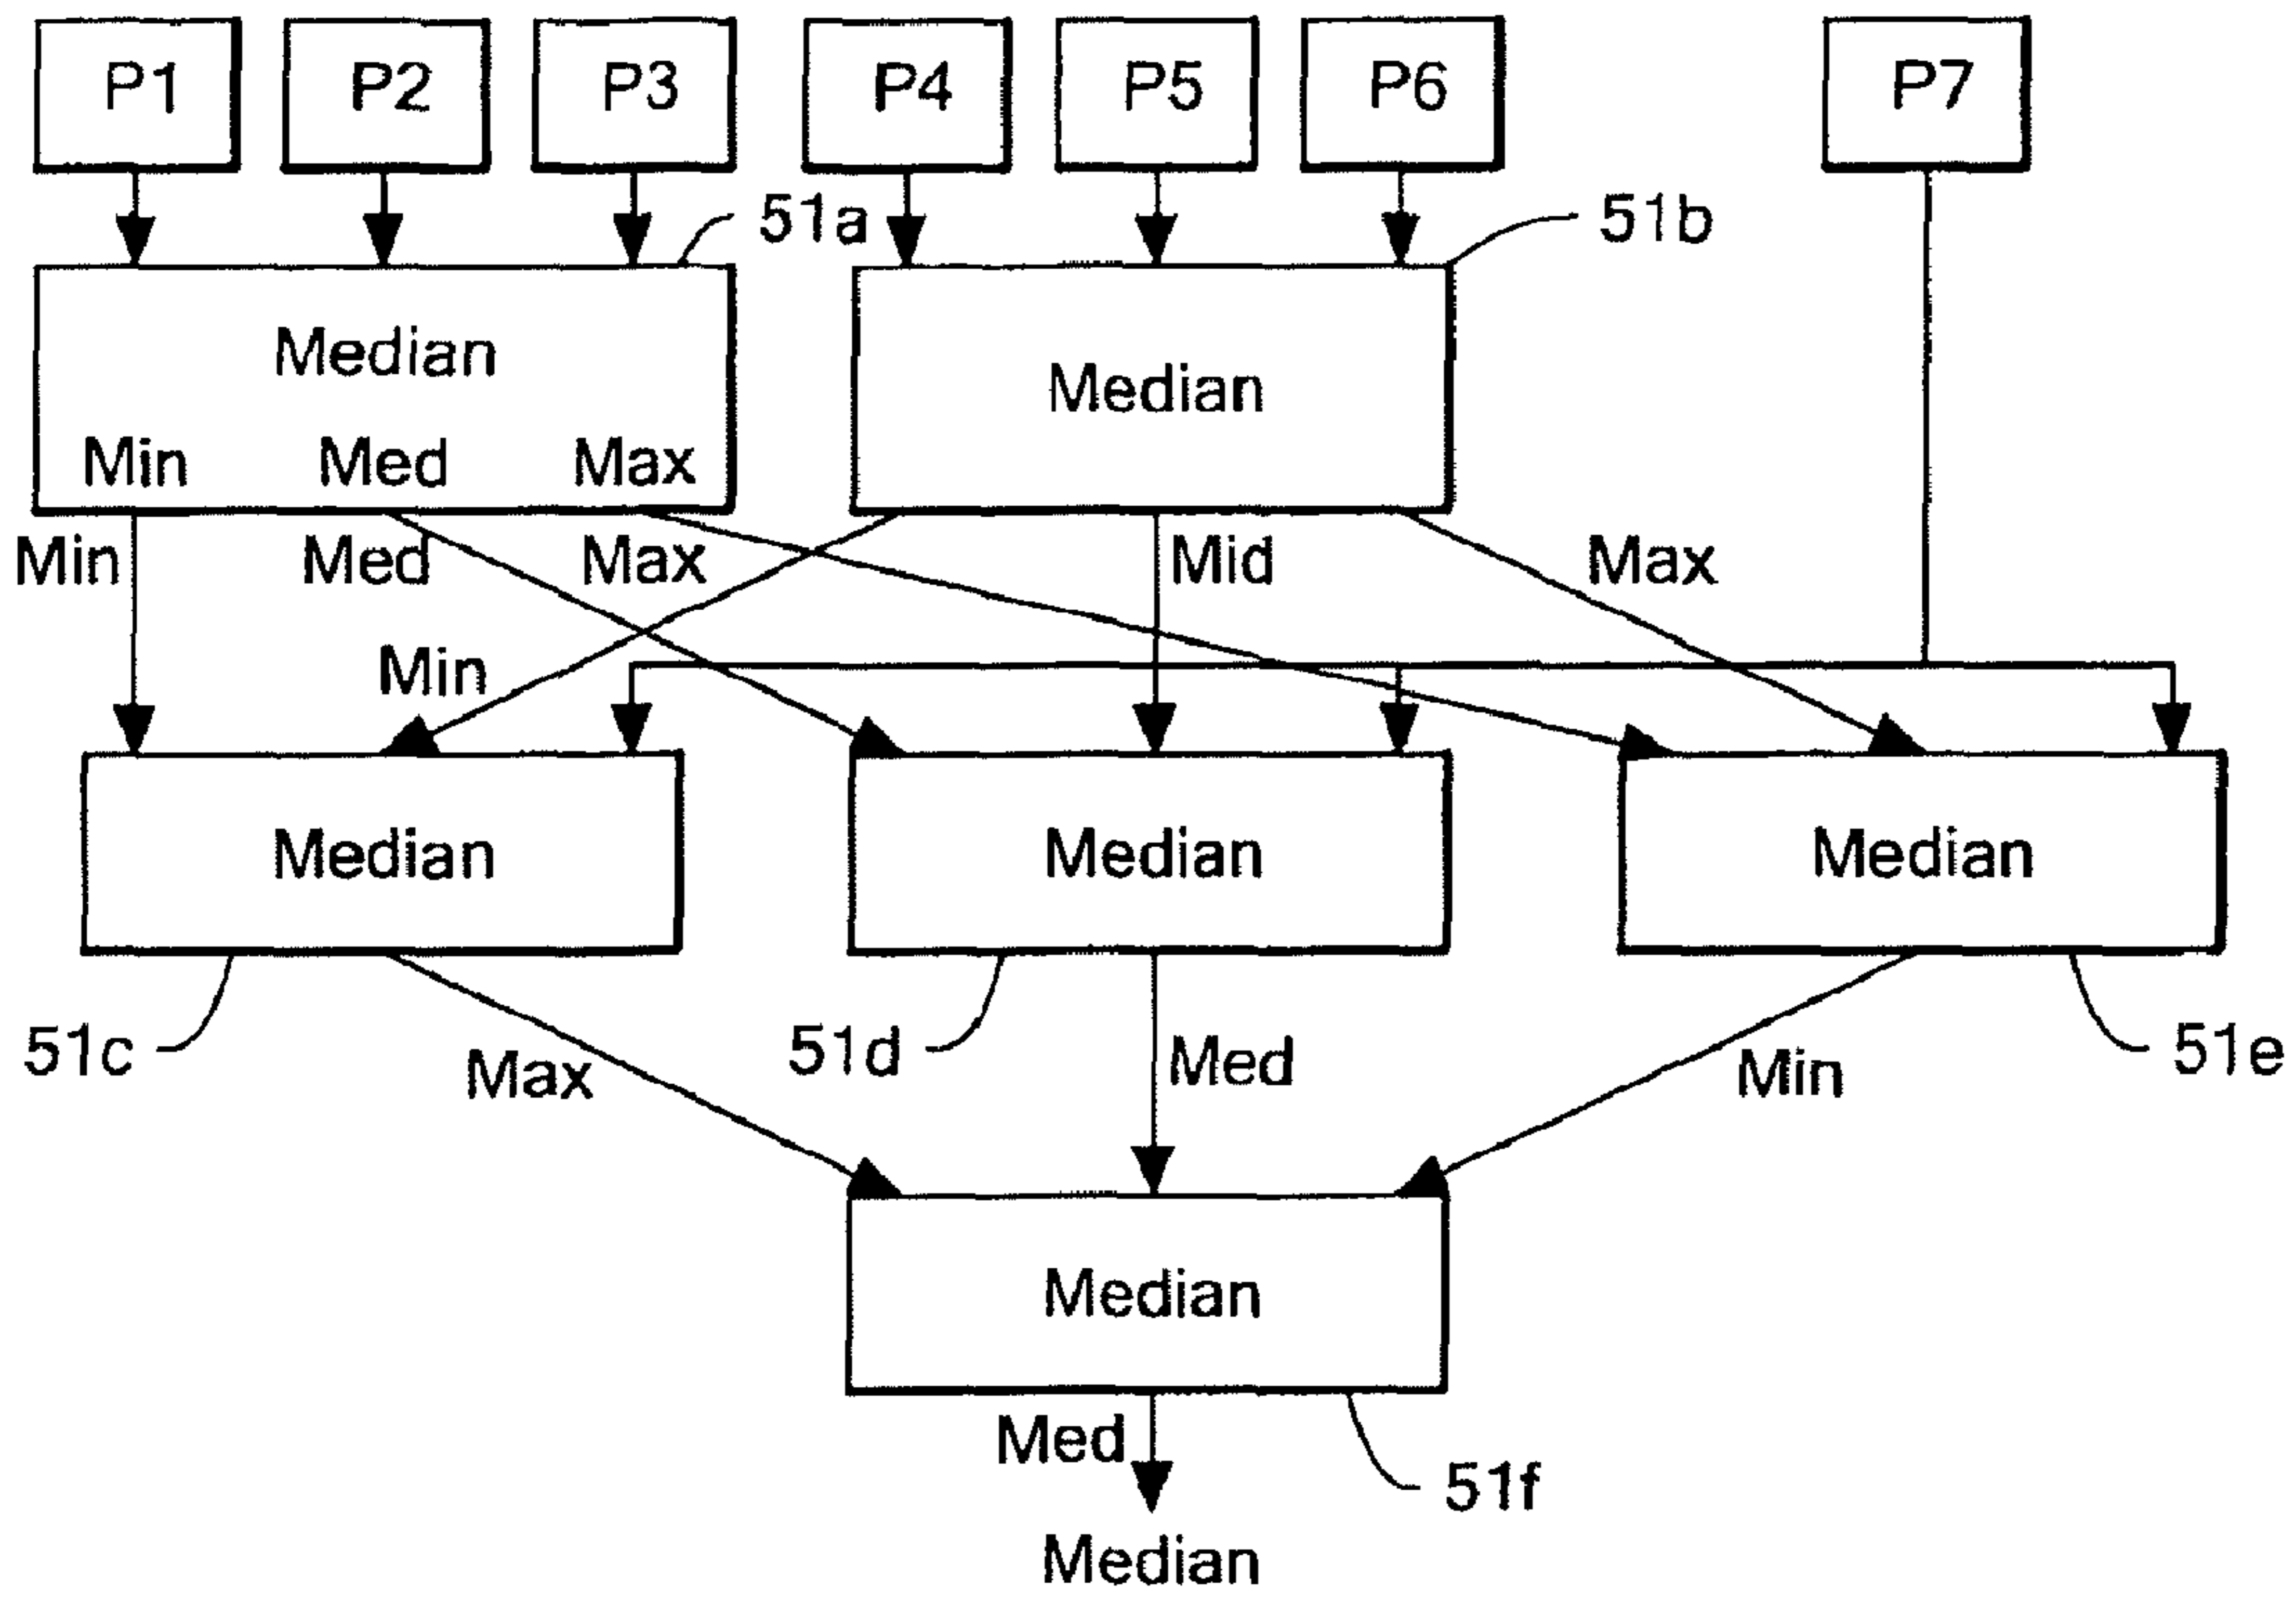 P1 P2 P3 P4 P5 P6 P7
51a 51b
Median Median
Min Med Max
Min Med Max Mid Max
Min
Median Median Median
51c 51d 51e
Max Med Min
Median
Med
51f
Median